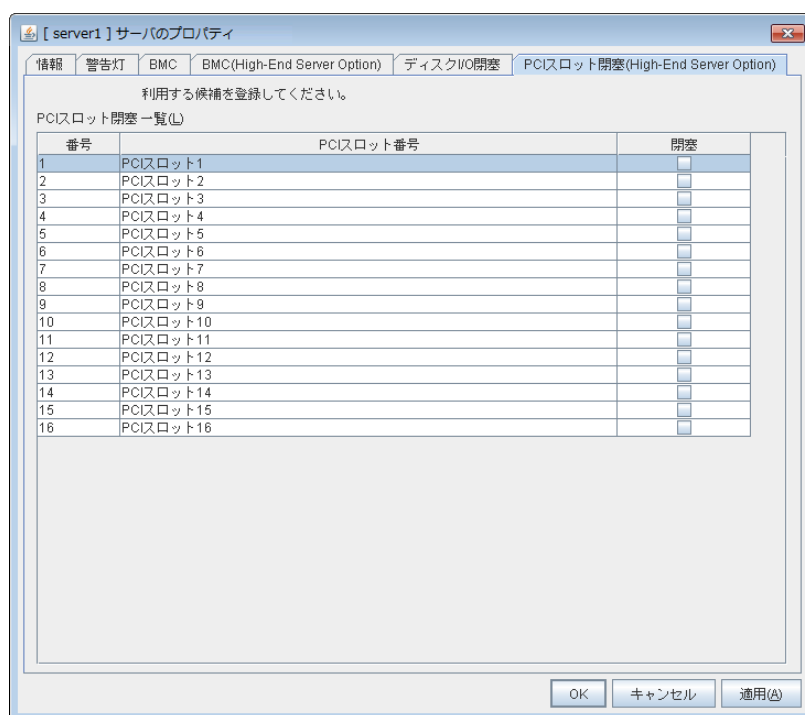 [ server1 ] サーバのプロパティ
情報 警告灯 BMC BMC(High-End Server Option) ディスクI/O閉塞 PCIスロット閉塞(High-End Server Option)
利用する候補を登録してください。
PCIスロット閉塞一覧(L)
番号 PCIスロット番号 閉塞
1 PCIスロット1
2 PCIスロット2
3 PCIスロット3
4 PCIスロット4
5 PCIスロット5
6 PCIスロット6
7 PCIスロット7
8 PCIスロット8
9 PCIスロット9
10 PCIスロット10
11 PCIスロット11
12 PCIスロット12
13 PCIスロット13
14 PCIスロット14
15 PCIスロット15
16 PCIスロット16
OK キャンセル 適用(A)